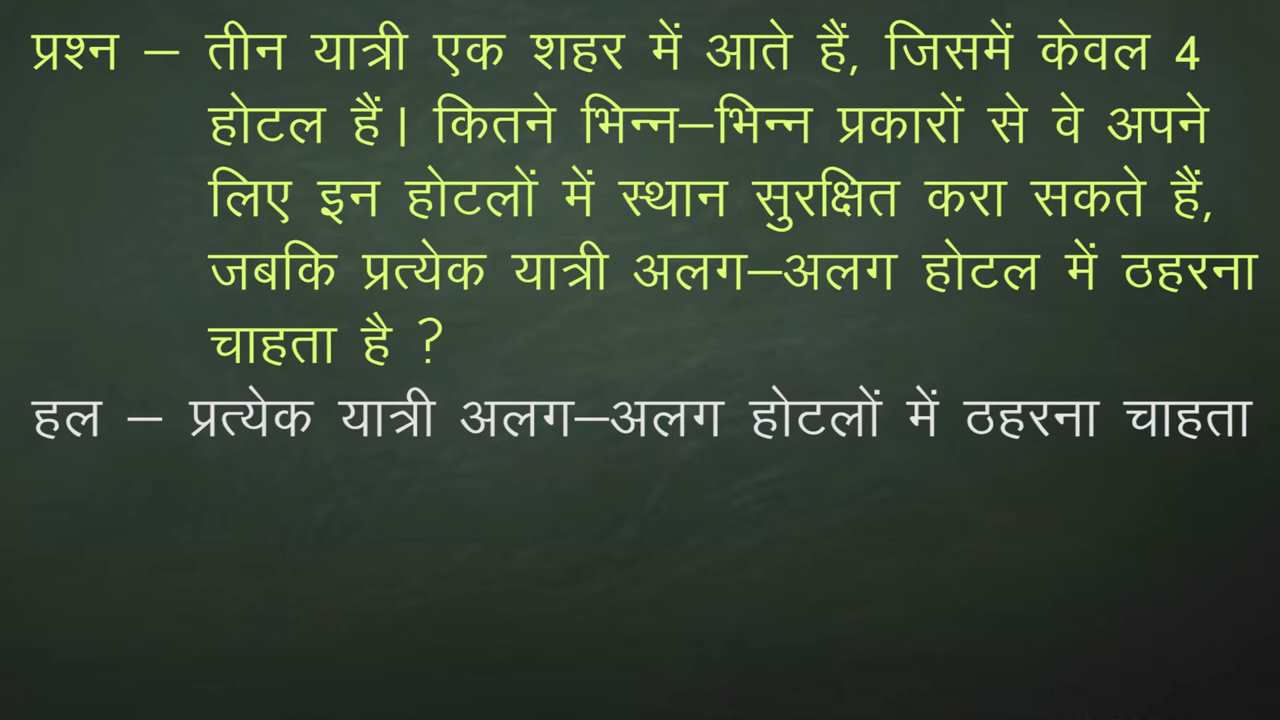 प्रश्न – तीन यात्री एक शहर में आते हैं, जिसमें केवल 4
होटल हैं। कितने भिन्न–भिन्न प्रकारों से वे अपने
लिए इन होटलों में स्थान सुरक्षित करा सकते हैं,
जबकि प्रत्येक यात्री अलग–अलग होटल में ठहरना
चाहता है ?
हल – प्रत्येक यात्री अलग–अलग होटलों में ठहरना चाहता